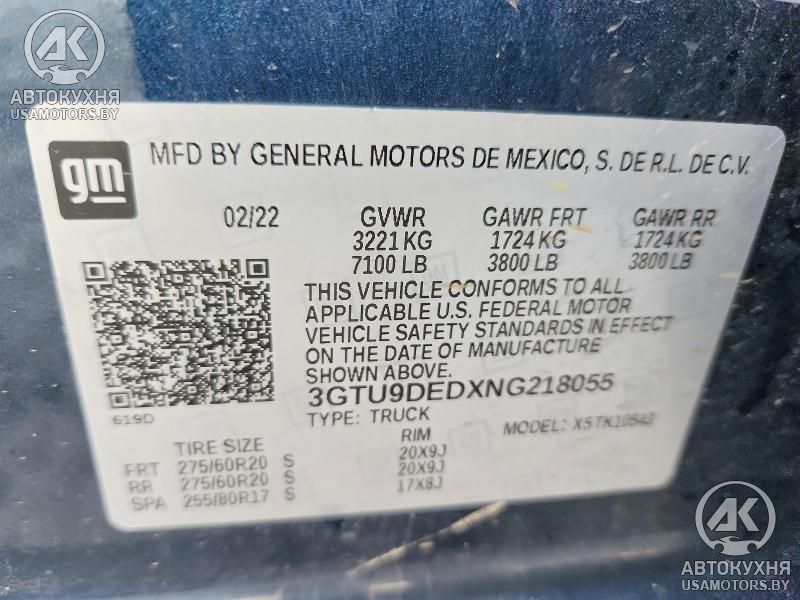 AK
АВТОКУХНЯ
USAMOTORS.BY
gm
MFD BY GENERAL MOTORS DE MEXICO, S. DE R.L. DE C.V.
02/22 GVWR GAWR FRT GAWR RR
3221 KG 1724 KG 1724 KG
7100 LB 3800 LB 3800 LB
THIS VEHICLE CONFORMS TO ALL
APPLICABLE U.S. FEDERAL MOTOR
VEHICLE SAFETY STANDARDS IN EFFECT
ON THE DATE OF MANUFACTURE
SHOWN ABOVE.
3GTU9DEDXNG218055
619D
TYPE: TRUCK MODEL: X5TK10543
TIRE SIZE RIM
FRT 275/60R20 S 20X9J
RR 275/60R20 S 20X9J
SPA 255/80R17 S 17X8J
AK
АВТОКУХНЯ
USAMOTORS.BY